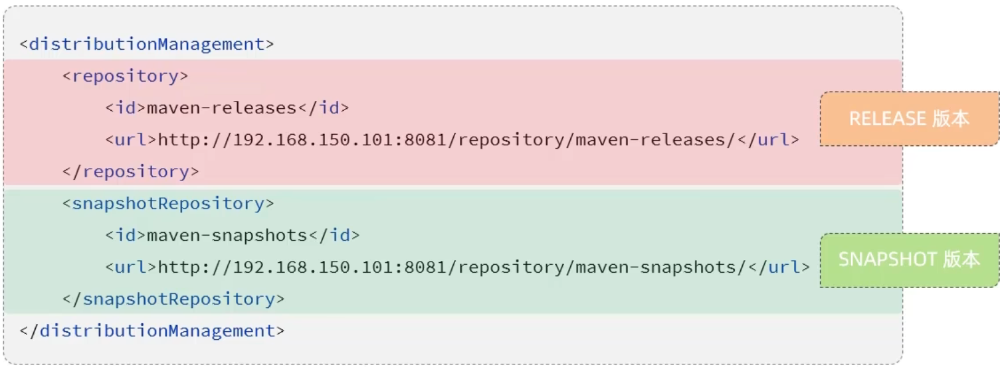 <distributionManagement>
<repository>
<id>maven-releases</id>
<url>http://192.168.150.101:8081/repository/maven-releases/</url>
RELEASE 版本
</repository>
<snapshotRepository>
<id>maven-snapshots</id>
<url>http://192.168.150.101:8081/repository/maven-snapshots/</url>
SNAPSHOT 版本
</snapshotRepository>
</distributionManagement>